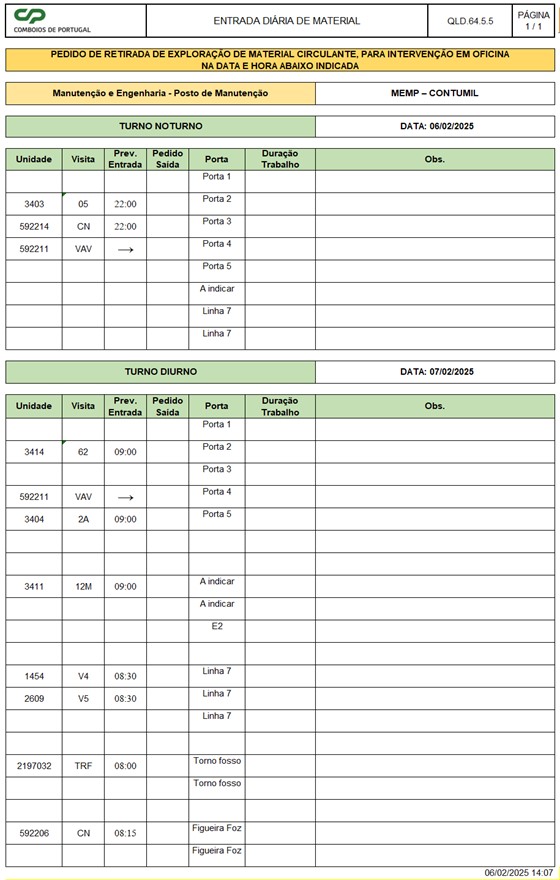 CP
COMBOIOS DE PORTUGAL
ENTRADA DIÁRIA DE MATERIAL
QLD.64.5.5
PÁGINA
1 / 1
PEDIDO DE RETIRADA DE EXPLORAÇÃO DE MATERIAL CIRCULANTE, PARA INTERVENÇÃO EM OFICINA
NA DATA E HORA ABAIXO INDICADA
Manutenção e Engenharia - Posto de Manutenção MEMP – CONTUMIL
TURNO NOTURNO DATA: 06/02/2025
Unidade Visita Prev. Entrada Pedido Saída Porta Duração Trabalho Obs.
Porta 1
3403 05 22:00 Porta 2
592214 CN 22:00 Porta 3
592211 VAV → Porta 4
Porta 5
A indicar
Linha 7
Linha 7
TURNO DIURNO DATA: 07/02/2025
Unidade Visita Prev. Entrada Pedido Saída Porta Duração Trabalho Obs.
Porta 1
3414 62 09:00 Porta 2
Porta 3
592211 VAV → Porta 4
3404 2A 09:00 Porta 5
3411 12M 09:00 A indicar
A indicar
E2
1454 V4 08:30 Linha 7
2609 V5 08:30 Linha 7
Linha 7
2197032 TRF 08:00 Torno fosso
Torno fosso
592206 CN 08:15 Figueira Foz
Figueira Foz
06/02/2025 14:07